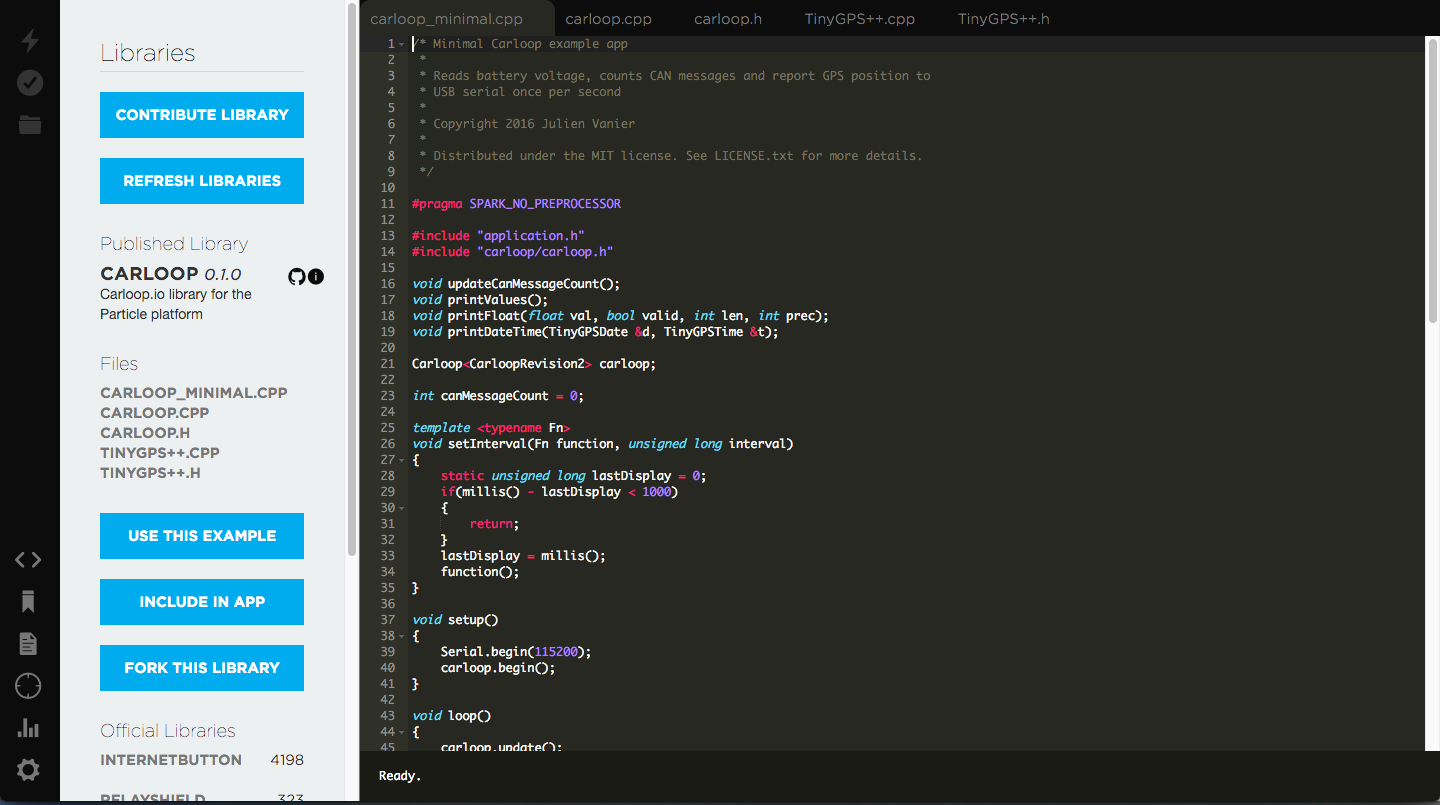 Libraries
CONTRIBUTE LIBRARY
REFRESH LIBRARIES
Published Library
CARLOOP 0.1.0
Carloop.io library for the
Particle platform
Files
CARLOOP_MINIMAL.CPP
CARLOOP.CPP
CARLOOP.H
TINYGPS++.CPP
TINYGPS++.H
USE THIS EXAMPLE
INCLUDE IN APP
FORK THIS LIBRARY
Official Libraries
INTERNETBUTTON 4198
RELAYSHIELD 323
carloop_minimal.cpp carloop.cpp carloop.h TinyGPS++.cpp TinyGPS++.h
1 /* Minimal Carloop example app
2 *
3 * Reads battery voltage, counts CAN messages and report GPS position to
4 * USB serial once per second
5 *
6 * Copyright 2016 Julien Vanier
7 *
8 * Distributed under the MIT license. See LICENSE.txt for more details.
9 */
10
11 #pragma SPARK_NO_PREPROCESSOR
12
13 #include "application.h"
14 #include "carloop/carloop.h"
15
16 void updateCanMessageCount();
17 void printValues();
18 void printFloat(float val, bool valid, int len, int prec);
19 void printDateTime(TinyGPSDate &d, TinyGPSTime &t);
20
21 Carloop<CarloopRevision2> carloop;
22
23 int canMessageCount = 0;
24
25 template <typename Fn>
26 void setInterval(Fn function, unsigned long interval)
27 {
28 static unsigned long lastDisplay = 0;
29 if(millis() - lastDisplay < 1000)
30 {
31 return;
32 }
33 lastDisplay = millis();
34 function();
35 }
36
37 void setup()
38 {
39 Serial.begin(115200);
40 carloop.begin();
41 }
42
43 void loop()
44 {
45 carloop.update();
Ready.